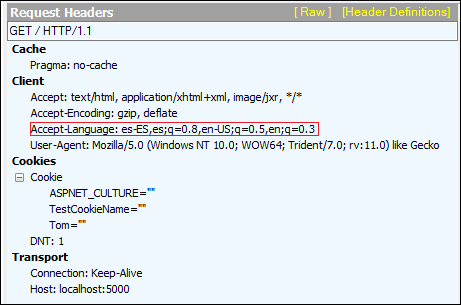 Request Headers [ Raw ] [Header Definitions]
GET / HTTP/1.1
Cache
Pragma: no-cache
Client
Accept: text/html, application/xhtml+xml, image/jxr, */*
Accept-Encoding: gzip, deflate
Accept-Language: es-ES,es;q=0.8,en-US;q=0.5,en;q=0.3
User-Agent: Mozilla/5.0 (Windows NT 10.0; WOW64; Trident/7.0; rv:11.0) like Gecko
Cookies
Cookie
ASPNET_CULTURE=""
TestCookieName=""
Tom=""
DNT: 1
Transport
Connection: Keep-Alive
Host: localhost:5000